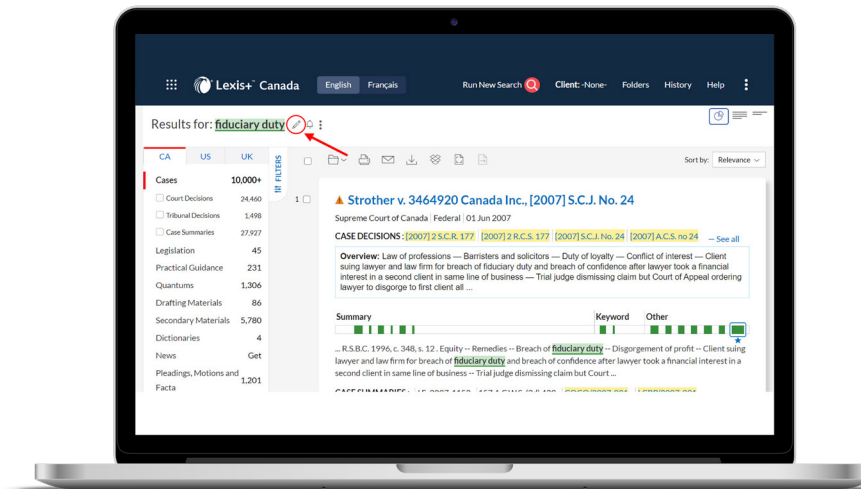 Lexis+ Canada English Français Run New Search Client: -None- Folders History Help
Results for: fiduciary duty
CA US UK
FILTERS
Sort by: Relevance
Cases 10,000+
Court Decisions 24,460
Tribunal Decisions 1,498
Case Summaries 27,927
Legislation 45
Practical Guidance 231
Quantums 1,306
Drafting Materials 86
Secondary Materials 5,780
Dictionaries 4
News Get
Pleadings, Motions and
Facta 1,201
1 Strother v. 3464920 Canada Inc., [2007] S.C.J. No. 24
Supreme Court of Canada Federal 01 Jun 2007
CASE DECISIONS : [2007] 2 S.C.R. 177 [2007] 2 R.C.S. 177 [2007] S.C.J. No. 24 [2007] A.C.S. no 24 – See all
Overview: Law of professions — Barristers and solicitors — Duty of loyalty — Conflict of interest — Client
suing lawyer and law firm for breach of fiduciary duty and breach of confidence after lawyer took a financial
interest in a second client in same line of business — Trial judge dismissing claim but Court of Appeal ordering
lawyer to disgorge to first client all ...
Summary Keyword Other
... R.S.B.C. 1996, c. 348, s. 12 . Equity -- Remedies -- Breach of fiduciary duty -- Disgorgement of profit -- Client suing
lawyer and law firm for breach of fiduciary duty and breach of confidence after lawyer took a financial interest in a
second client in same line of business -- Trial judge dismissing claim but Court ...